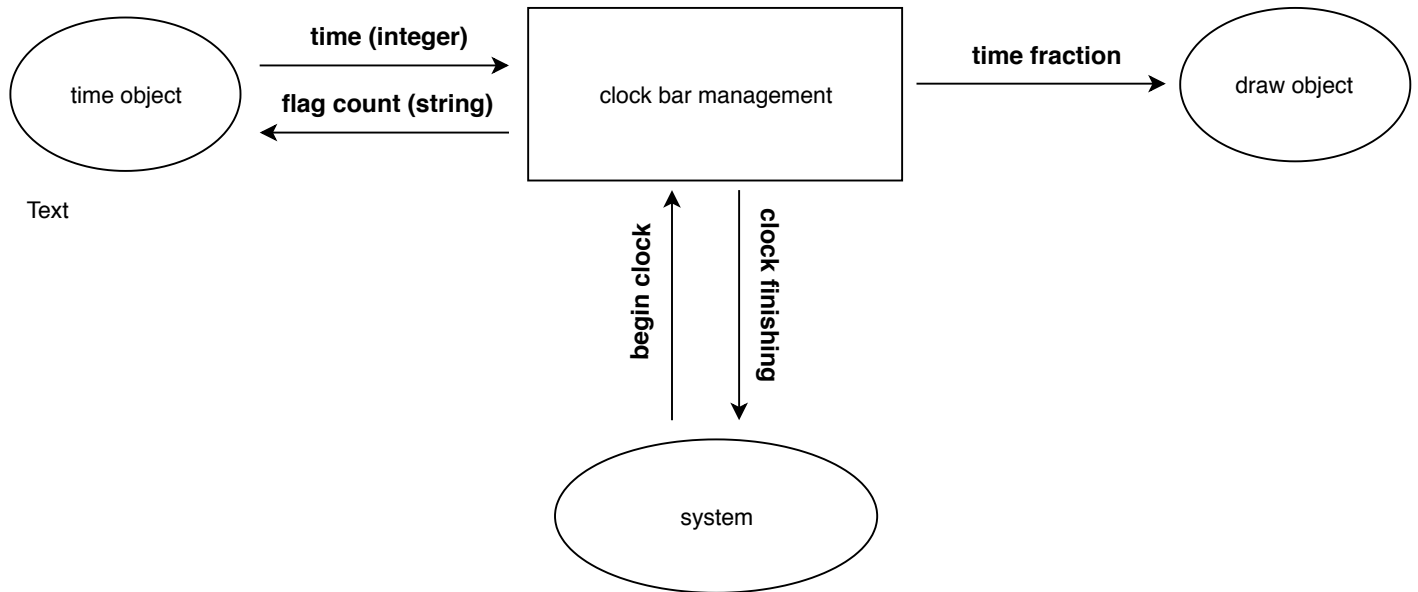 time (integer)
time object
flag count (string)
clock bar management
time fraction
draw object
Text
begin clock
clock finishing
system